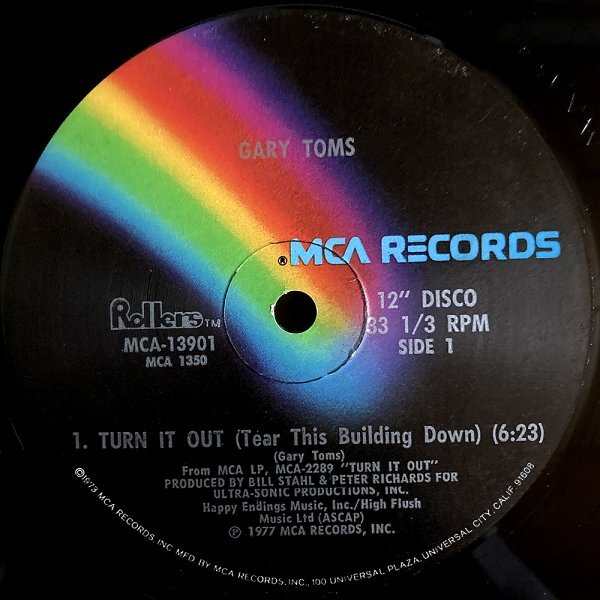 GARY TOMS
®MCA RECORDS
Rollers TM
MCA-13901
MCA 1350
12" DISCO
33 1/3 RPM
SIDE 1
1. TURN IT OUT (Tear This Building Down) (6:23)
(Gary Toms)
From MCA LP, MCA-2289 "TURN IT OUT"
PRODUCED BY BILL STAHL & PETER RICHARDS FOR
ULTRA-SONIC PRODUCTIONS, INC.
Happy Endings Music, Inc./High Flush
Music Ltd (ASCAP)
℗ 1977 MCA RECORDS, INC.
©1973 MCA RECORDS INC MFD BY MCA RECORDS, INC., 100 UNIVERSAL PLAZA, UNIVERSAL CITY, CALIF. 91608